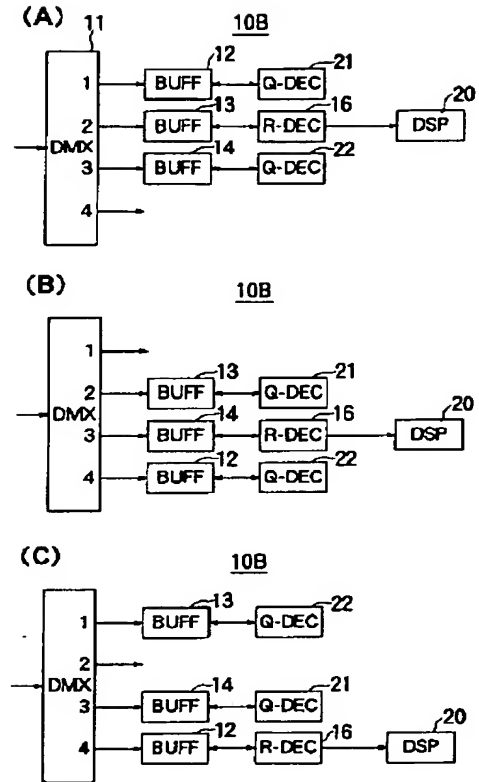 (A)
11
10B
12
21
1
BUFF
Q-DEC
13
16
20
2
BUFF
R-DEC
DSP
DMX
14
22
3
BUFF
Q-DEC
4
(B)
10B
1
13
21
2
BUFF
Q-DEC
DMX
14
16
20
3
BUFF
R-DEC
DSP
12
22
4
BUFF
Q-DEC
(C)
10B
13
22
1
BUFF
Q-DEC
2
DMX
14
21
3
BUFF
Q-DEC
12
16
20
4
BUFF
R-DEC
DSP